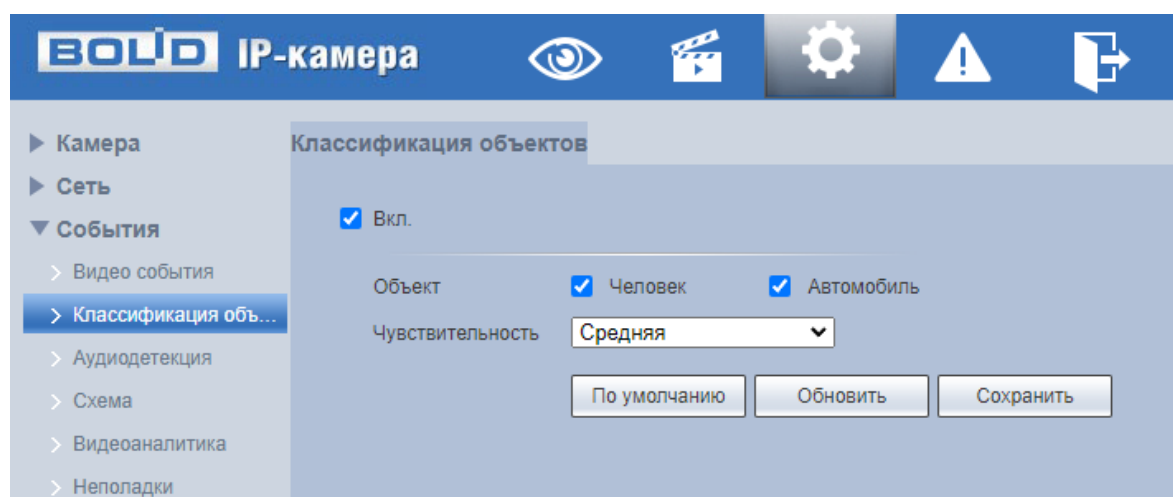 BOLID IP-камера
Камера
Сеть
События
Видео события
Классификация объ...
Аудиодетекция
Схема
Видеоаналитика
Неполадки
Классификация объектов
Вкл.
Объект Человек Автомобиль
Чувствительность Средняя
По умолчанию Обновить Сохранить